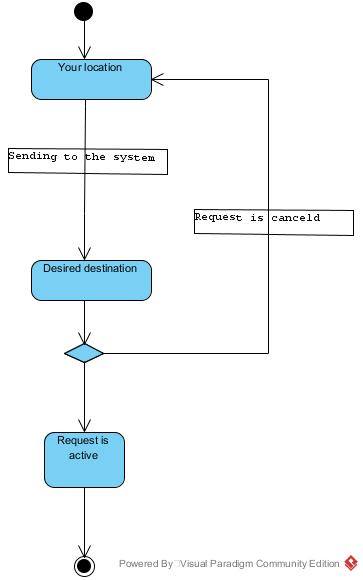 Your location
Sending to the system
Request is canceld
Desired destination
Request is
active
Powered By Visual Paradigm Community Edition